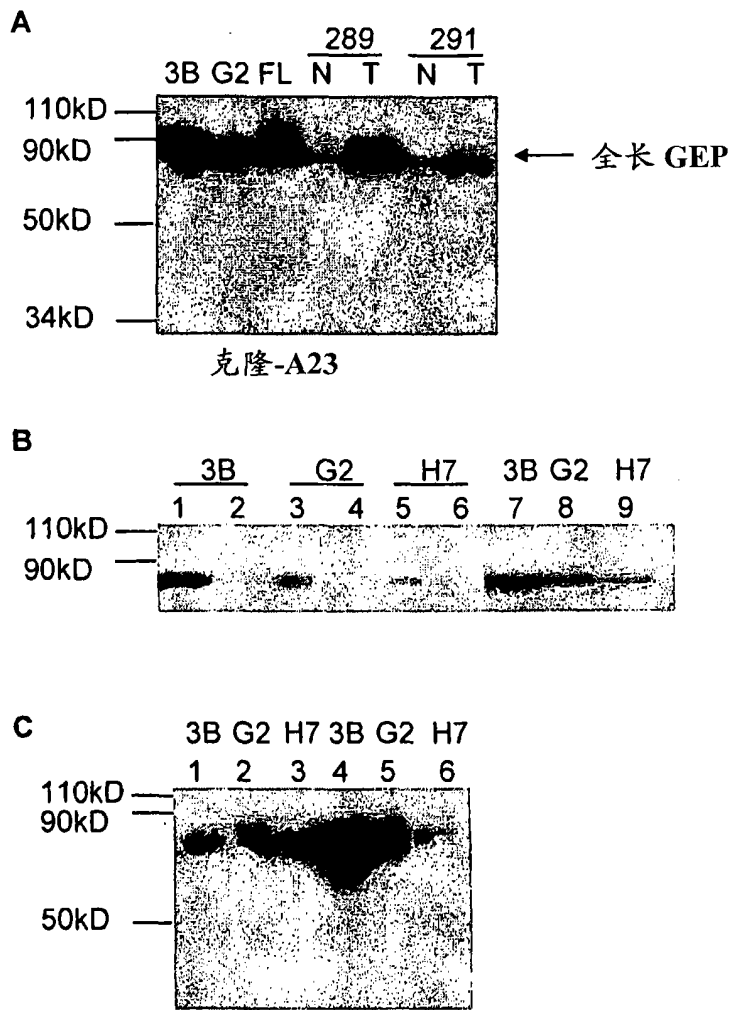 A
289 291
3B G2 FL N T N T
110kD
90kD
50kD
34kD
全长 GEP
克隆-A23
B
3B G2 H7 3B G2 H7
1 2 3 4 5 6 7 8 9
110kD
90kD
C
3B G2 H7 3B G2 H7
1 2 3 4 5 6
110kD
90kD
50kD